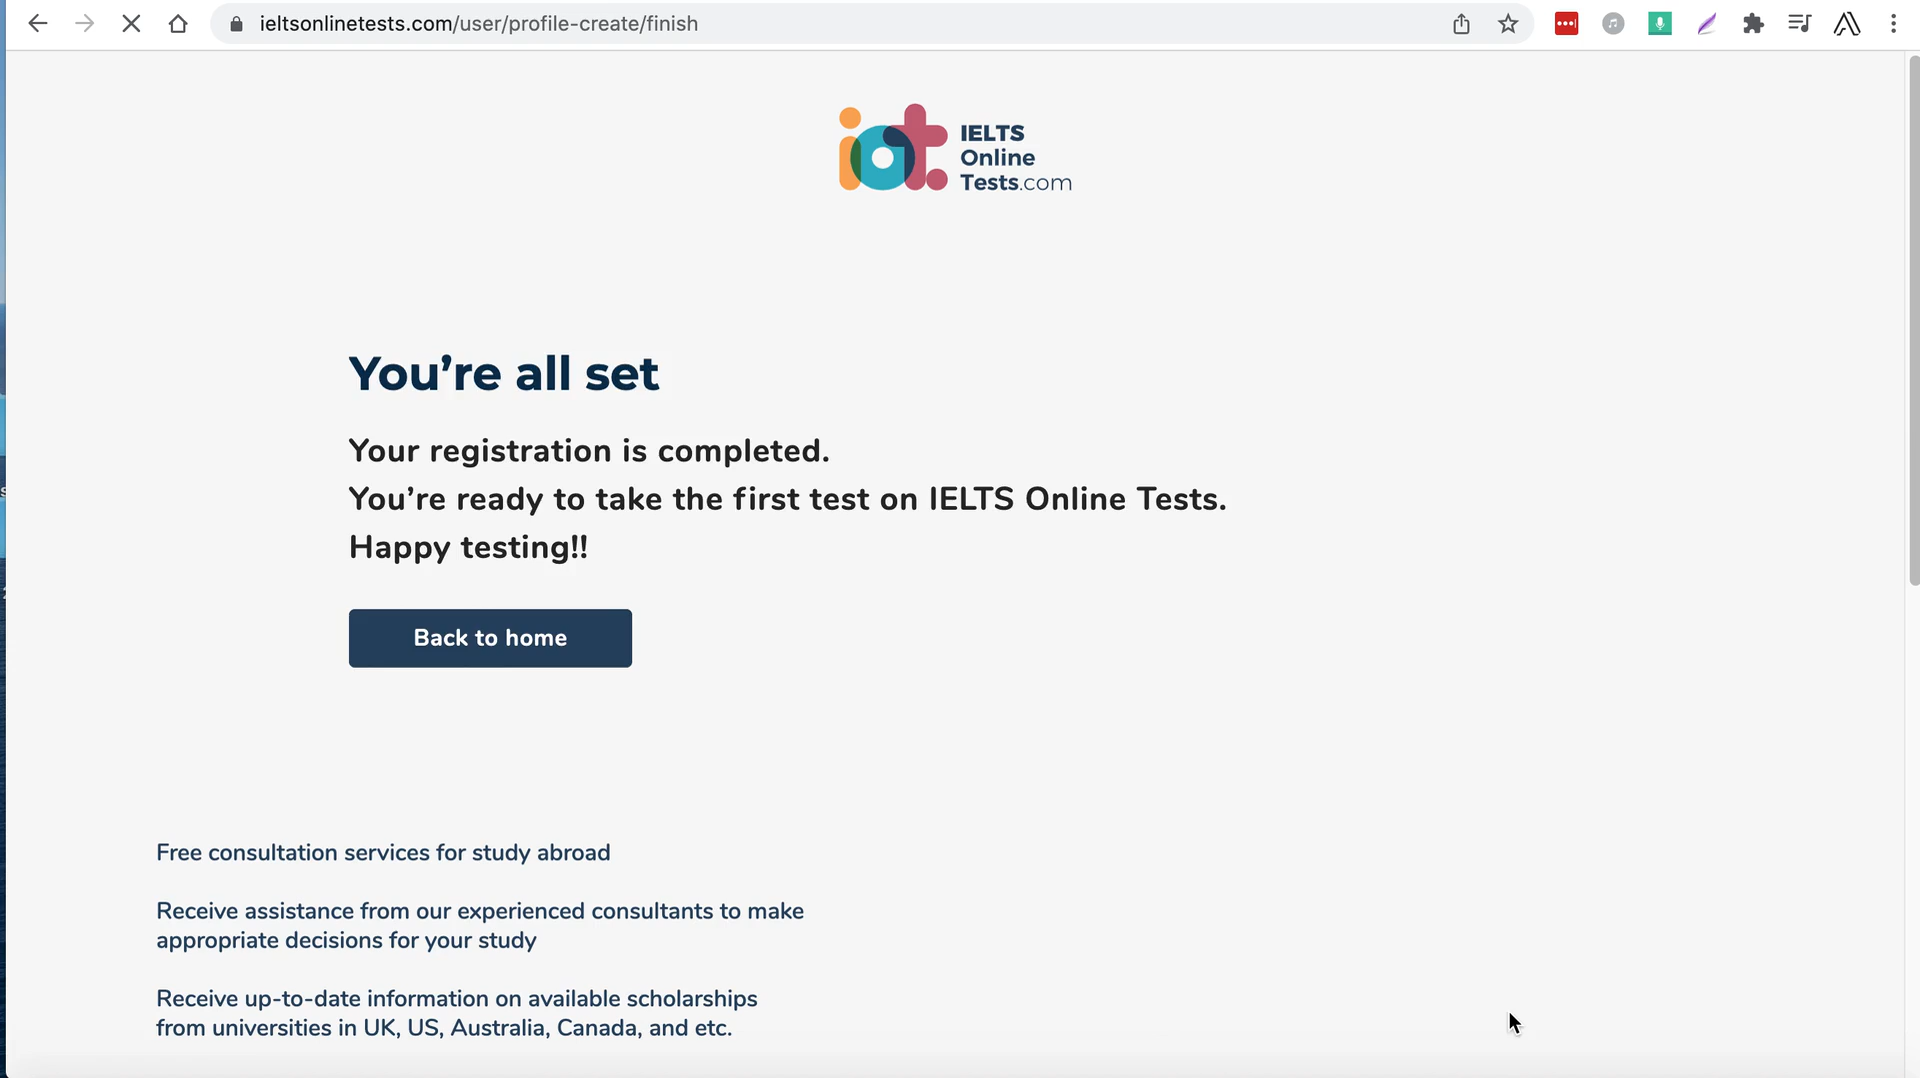 ieltsonlinetests.com/user/profile-create/finish
iot.
IELTS
Online
Tests.com
You’re all set
Your registration is completed.
You’re ready to take the first test on IELTS Online Tests.
Happy testing!!
Back to home
Free consultation services for study abroad
Receive assistance from our experienced consultants to make
appropriate decisions for your study
Receive up-to-date information on available scholarships
from universities in UK, US, Australia, Canada, and etc.